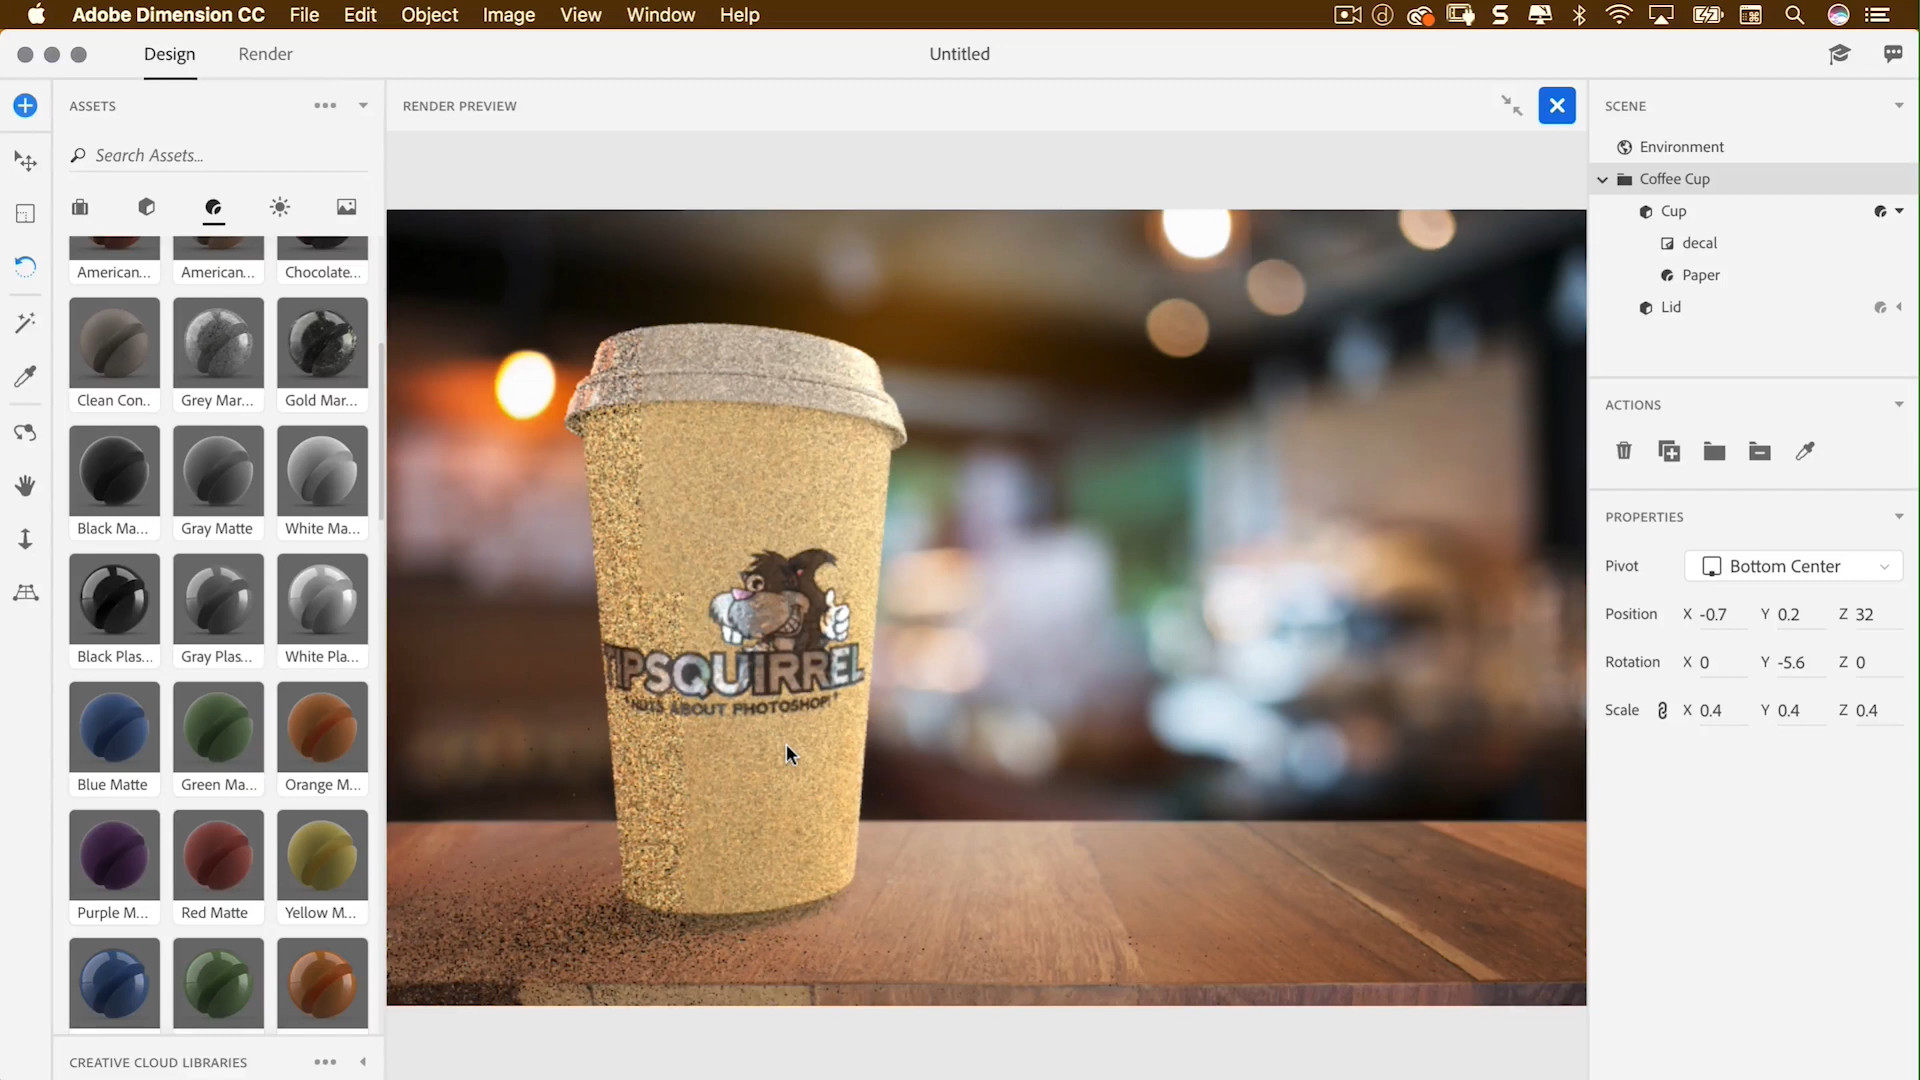 Adobe Dimension CC File Edit Object Image View Window Help
Design Render Untitled
ASSETS
Search Assets...
American... American... Chocolate...
Clean Con.. Grey Mar... Gold Mar...
Black Ma... Gray Matte White Ma...
Black Plas... Gray Plas... White Pla...
Blue Matte Green Ma... Orange M...
Purple M... Red Matte Yellow M...
CREATIVE CLOUD LIBRARIES
RENDER PREVIEW
TIPSQUIRREL
NUTS ABOUT PHOTOSHOP!
SCENE
Environment
Coffee Cup
Cup
decal
Paper
Lid
ACTIONS
PROPERTIES
Pivot Bottom Center
Position X -0.7 Y 0.2 Z 32
Rotation X 0 Y -5.6 Z 0
Scale X 0.4 Y 0.4 Z 0.4